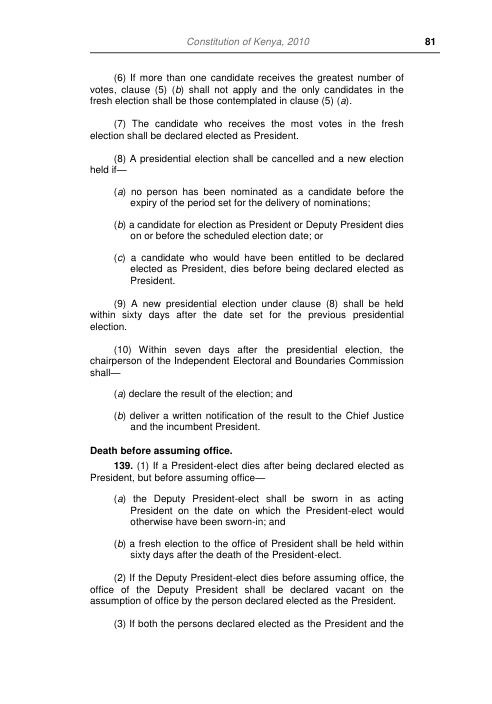 Constitution of Kenya, 2010 81
(6) If more than one candidate receives the greatest number of
votes, clause (5) (b) shall not apply and the only candidates in the
fresh election shall be those contemplated in clause (5) (a).
(7) The candidate who receives the most votes in the fresh
election shall be declared elected as President.
(8) A presidential election shall be cancelled and a new election
held if—
(a) no person has been nominated as a candidate before the
expiry of the period set for the delivery of nominations;
(b) a candidate for election as President or Deputy President dies
on or before the scheduled election date; or
(c) a candidate who would have been entitled to be declared
elected as President, dies before being declared elected as
President.
(9) A new presidential election under clause (8) shall be held
within sixty days after the date set for the previous presidential
election.
(10) Within seven days after the presidential election, the
chairperson of the Independent Electoral and Boundaries Commission
shall—
(a) declare the result of the election; and
(b) deliver a written notification of the result to the Chief Justice
and the incumbent President.
Death before assuming office.
139. (1) If a President-elect dies after being declared elected as
President, but before assuming office—
(a) the Deputy President-elect shall be sworn in as acting
President on the date on which the President-elect would
otherwise have been sworn-in; and
(b) a fresh election to the office of President shall be held within
sixty days after the death of the President-elect.
(2) If the Deputy President-elect dies before assuming office, the
office of the Deputy President shall be declared vacant on the
assumption of office by the person declared elected as the President.
(3) If both the persons declared elected as the President and the